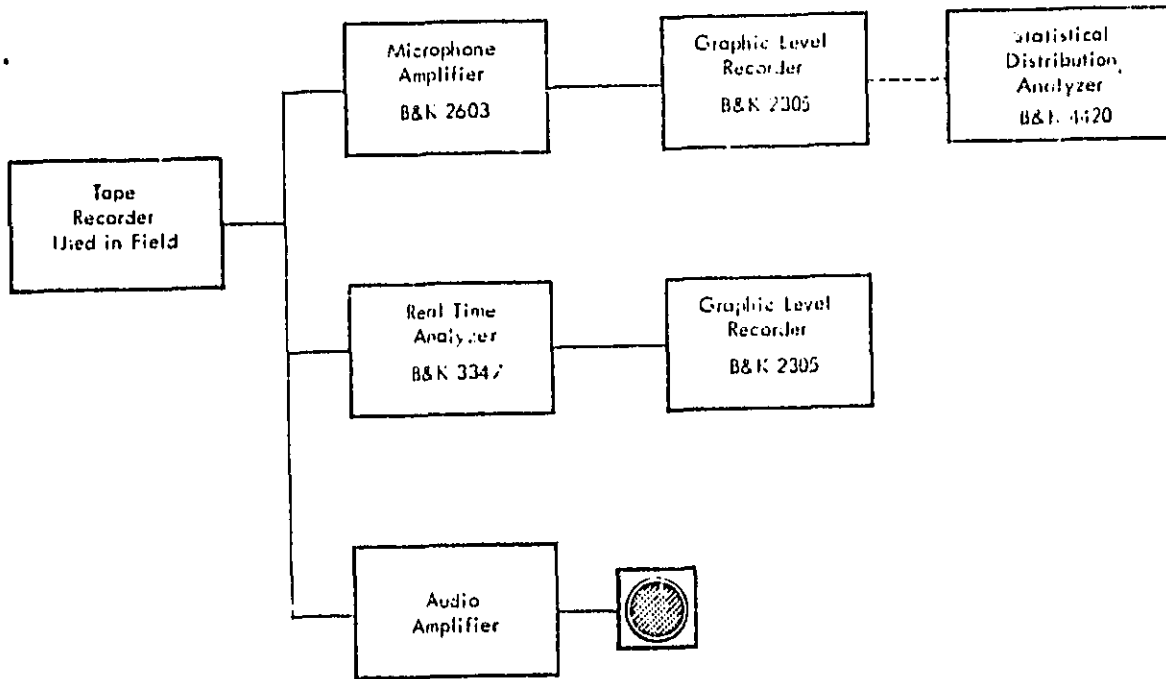 Microphone
Amplifier
B&K 2603
Graphic Level
Recorder
B&K 2305
Statistical
Distribution
Analyzer
B&K 4420
Tape
Recorder
Used in Field
Real Time
Analyzer
B&K 3347
Graphic Level
Recorder
B&K 2305
Audio
Amplifier